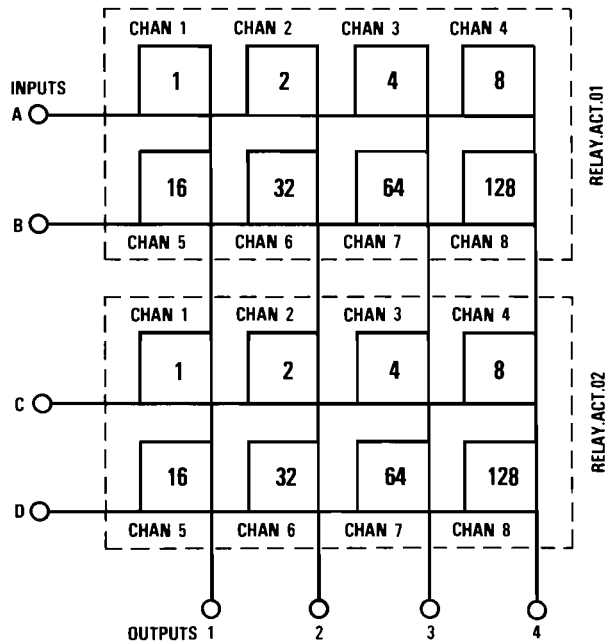 CHAN 1 CHAN 2 CHAN 3 CHAN 4
1 2 4 8
INPUTS
A
RELAY.ACT.01
16 32 64 128
B
CHAN 5 CHAN 6 CHAN 7 CHAN 8
CHAN 1 CHAN 2 CHAN 3 CHAN 4
1 2 4 8
C
RELAY.ACT.02
16 32 64 128
D
CHAN 5 CHAN 6 CHAN 7 CHAN 8
OUTPUTS 1 2 3 4